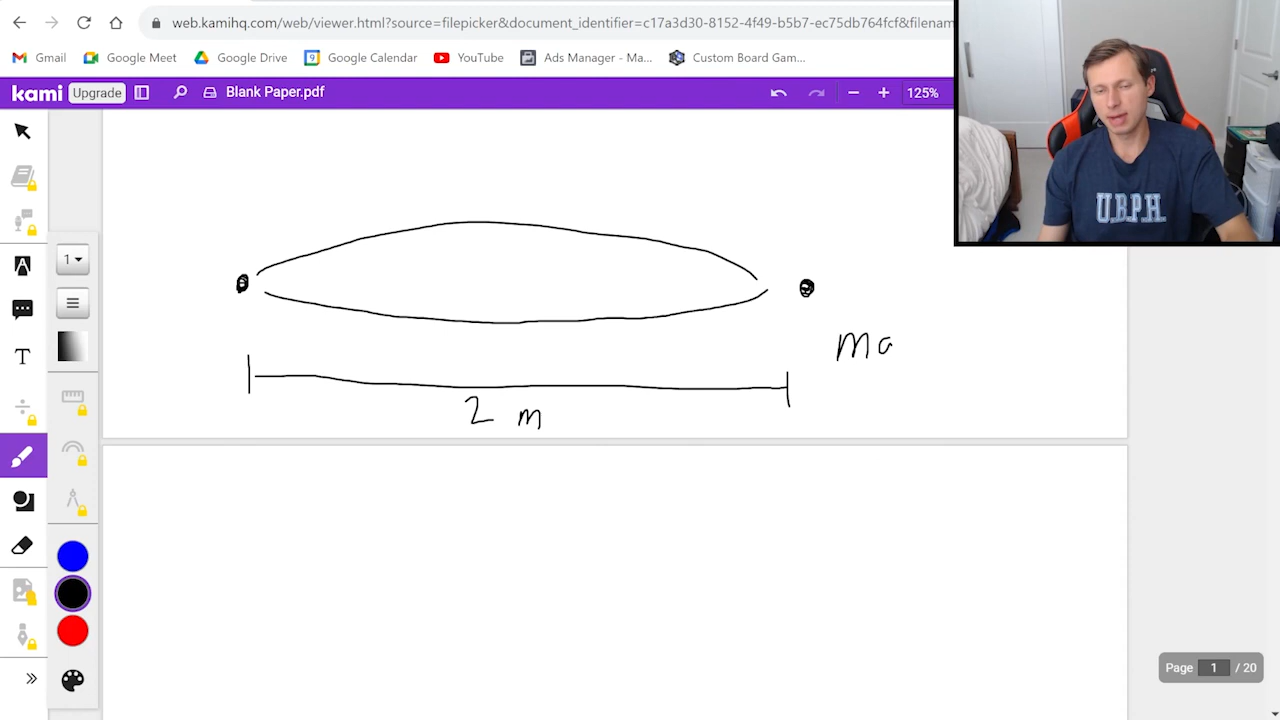 web.kamihq.com/web/viewer.html?source=filepicker&document_identifier=c17a3d30-8152-4f49-b5b7-ec75db764fcf&filenam
Gmail Google Meet Google Drive 9 Google Calendar YouTube Ads Manager - Ma... Custom Board Gam...
kami Upgrade Blank Paper.pdf 125%
U.B.P.H.
1
T
ma
2 m
Page 1 / 20